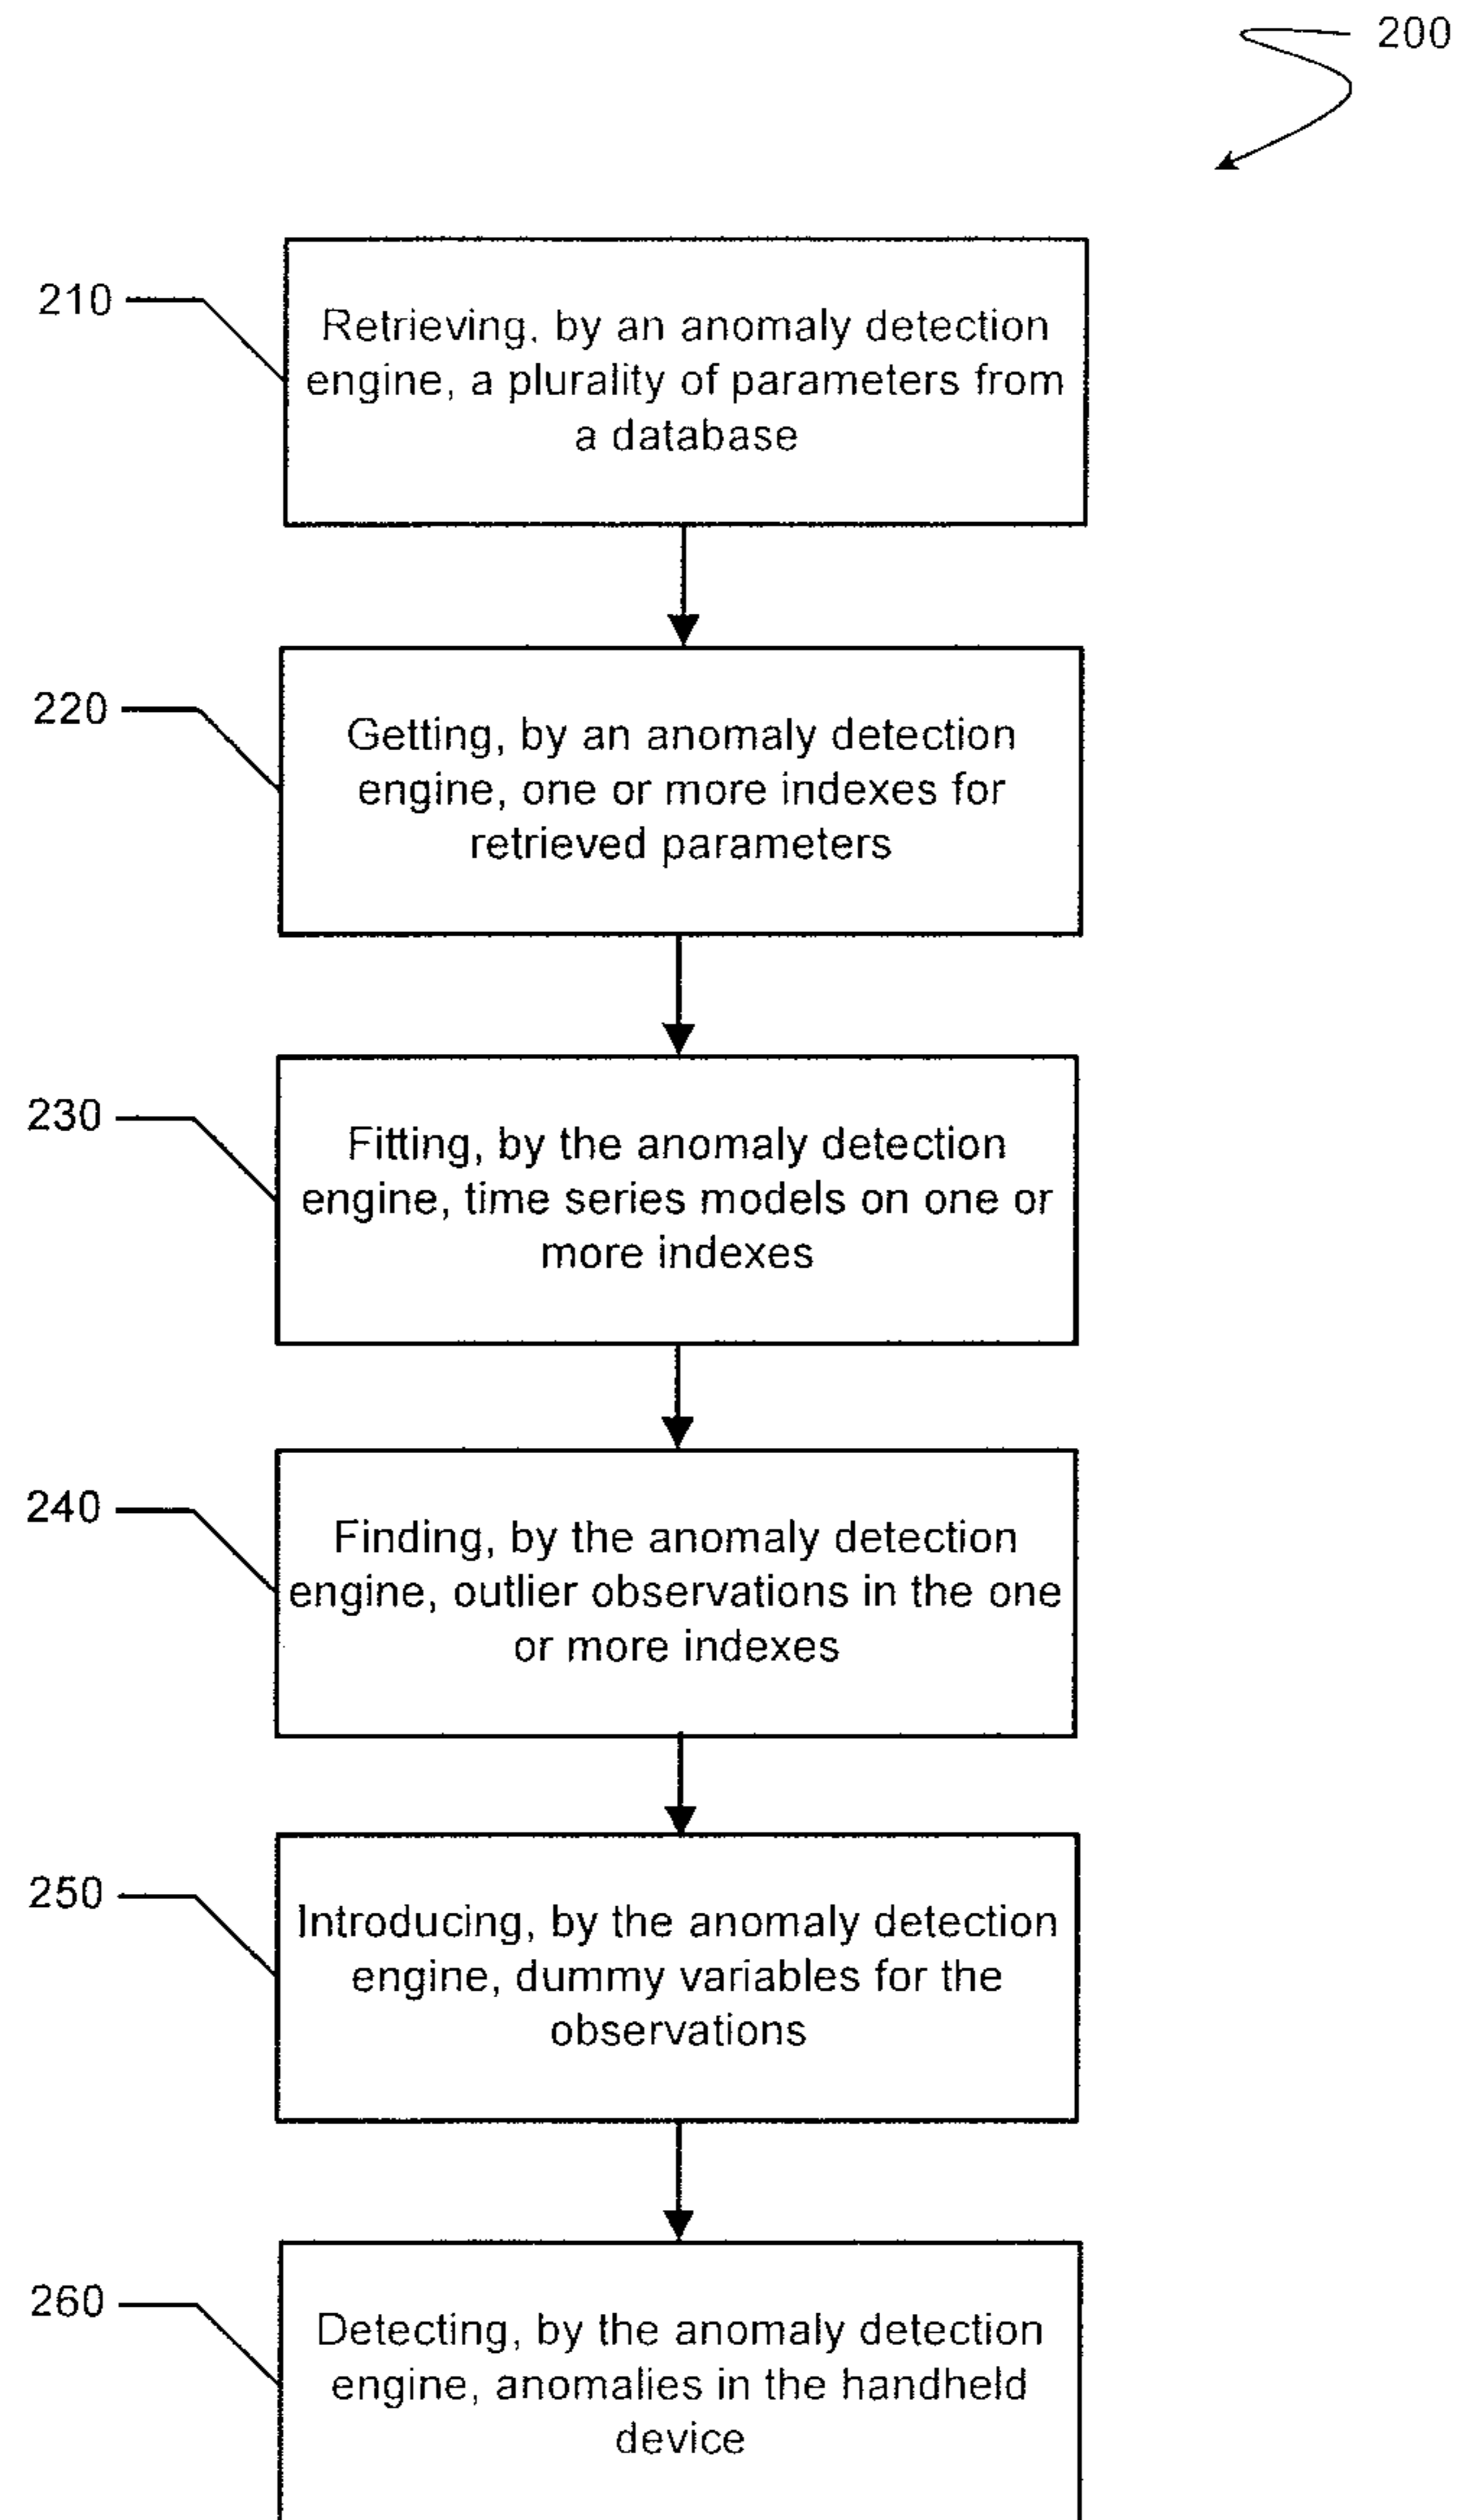 200
210
Retrieving, by an anomaly detection
engine, a plurality of parameters from
a database
220
Getting, by an anomaly detection
engine, one or more indexes for
retrieved parameters
230
Fitting, by the anomaly detection
engine, time series models on one or
more indexes
240
Finding, by the anomaly detection
engine, outlier observations in the one
or more indexes
250
Introducing, by the anomaly detection
engine, dummy variables for the
observations
260
Detecting, by the anomaly detection
engine, anomalies in the handheld
device